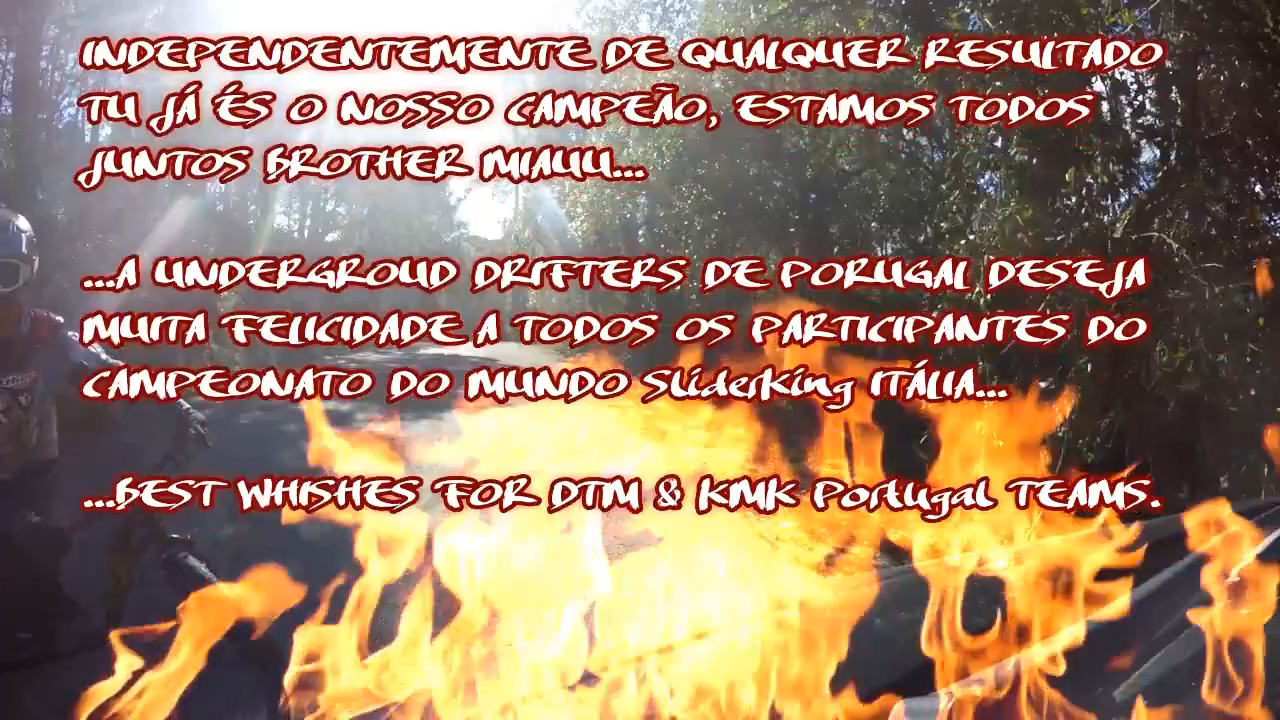 INDEPENDENTEMENTE DE QUALQUER RESULTADO
TU JÁ ÉS O NOSSO CAMPEÃO, ESTAMOS TODOS
JUNTOS BROTHER MIAUU...
...A UNDERGROUD DRIFTERS DE PORUGAL DESEJA
MUITA FELICIDADE A TODOS OS PARTICIPANTES DO
CAMPEONATO DO MUNDO SliderKing ITÁLIA...
...BEST WHISHES FOR DTM & KMK Portugal TEAMS.